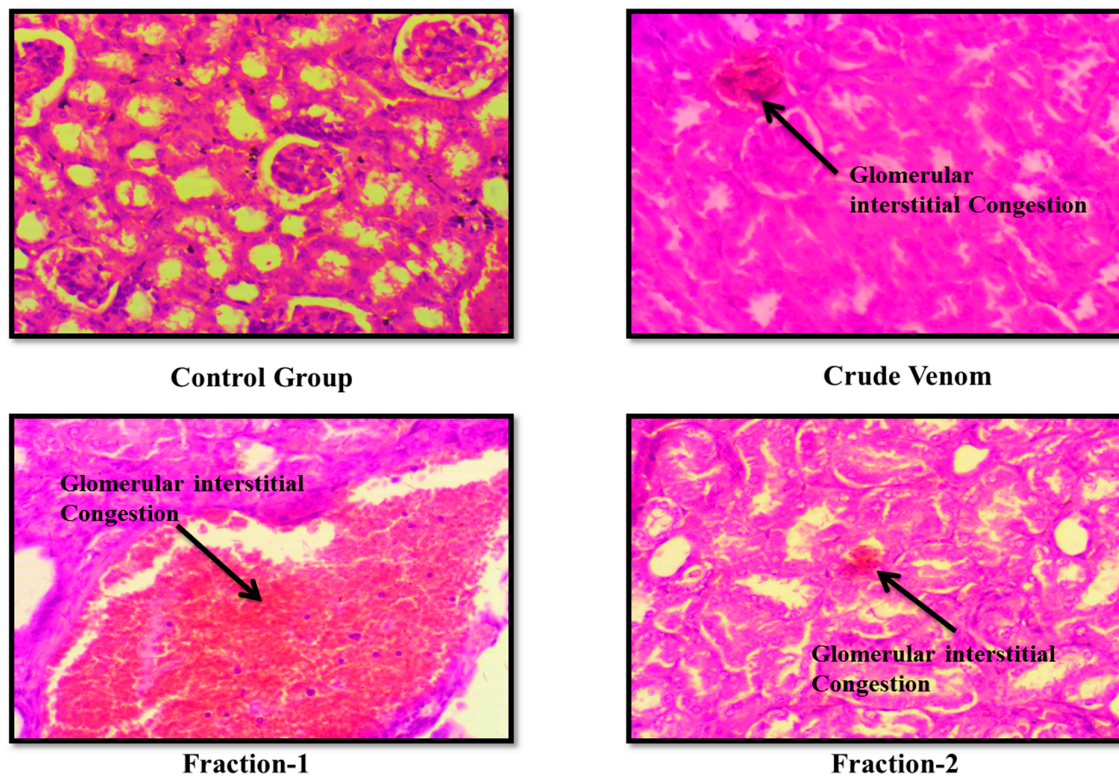 Glomerular
interstitial Congestion
Control Group
Crude Venom
Glomerular interstitial
Congestion
Glomerular interstitial
Congestion
Fraction-1
Fraction-2